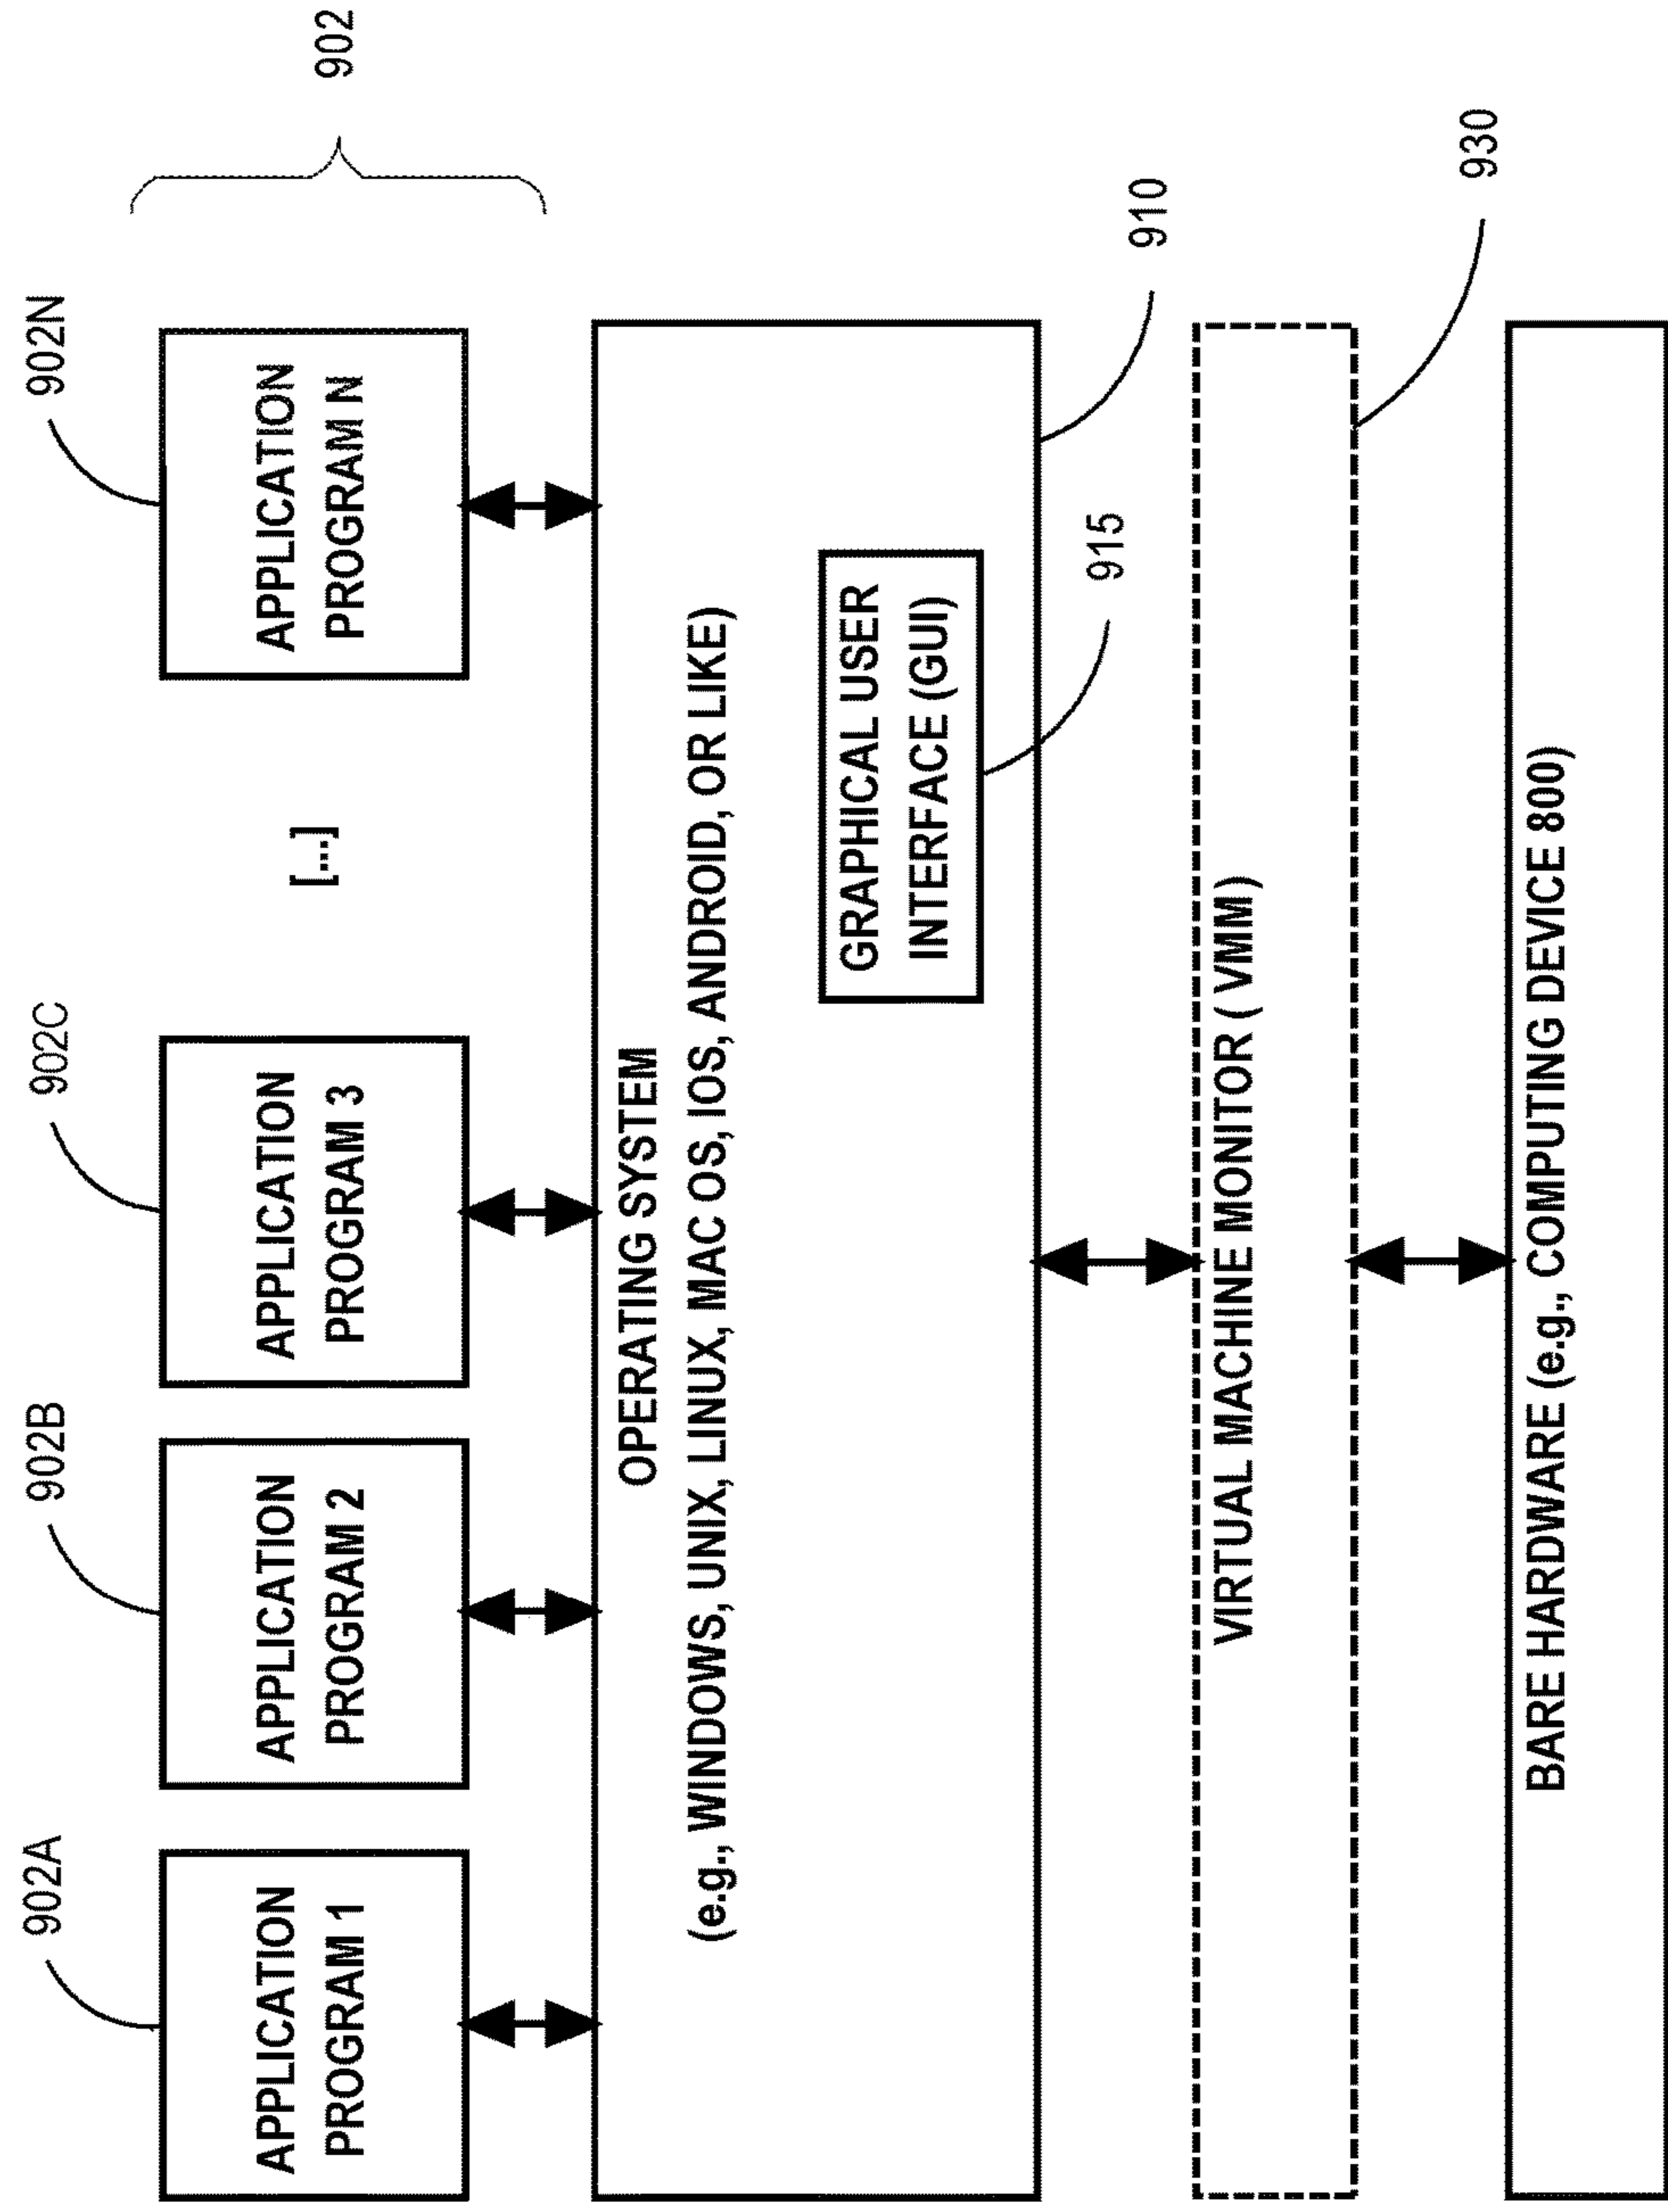 902A
902B
902C
902N
902
APPLICATION
PROGRAM 1
APPLICATION
PROGRAM 2
APPLICATION
PROGRAM 3
[...]
APPLICATION
PROGRAM N
OPERATING SYSTEM
(e.g., WINDOWS, UNIX, LINUX, MAC OS, IOS, ANDROID, OR LIKE)
GRAPHICAL USER
INTERFACE (GUI)
915
910
VIRTUAL MACHINE MONITOR ( VMM)
930
BARE HARDWARE (e.g., COMPUTING DEVICE 800)